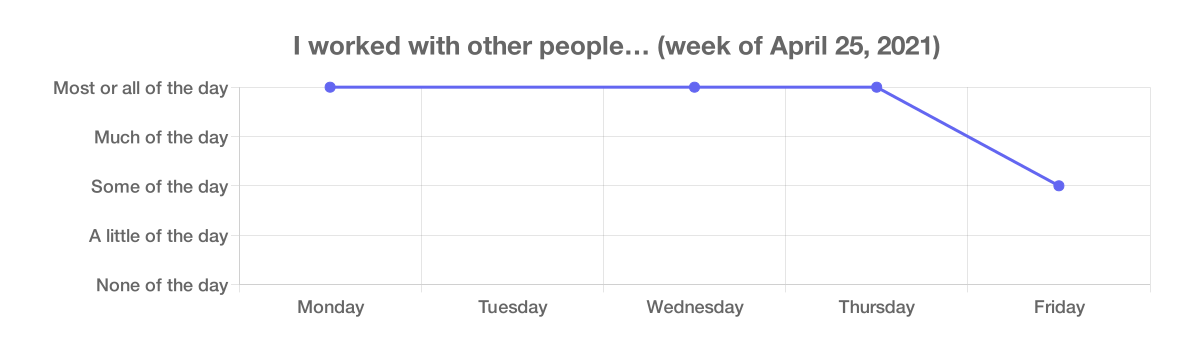 I worked with other people… (week of April 25, 2021)
Most or all of the day
Much of the day
Some of the day
A little of the day
None of the day
Monday Tuesday Wednesday Thursday Friday